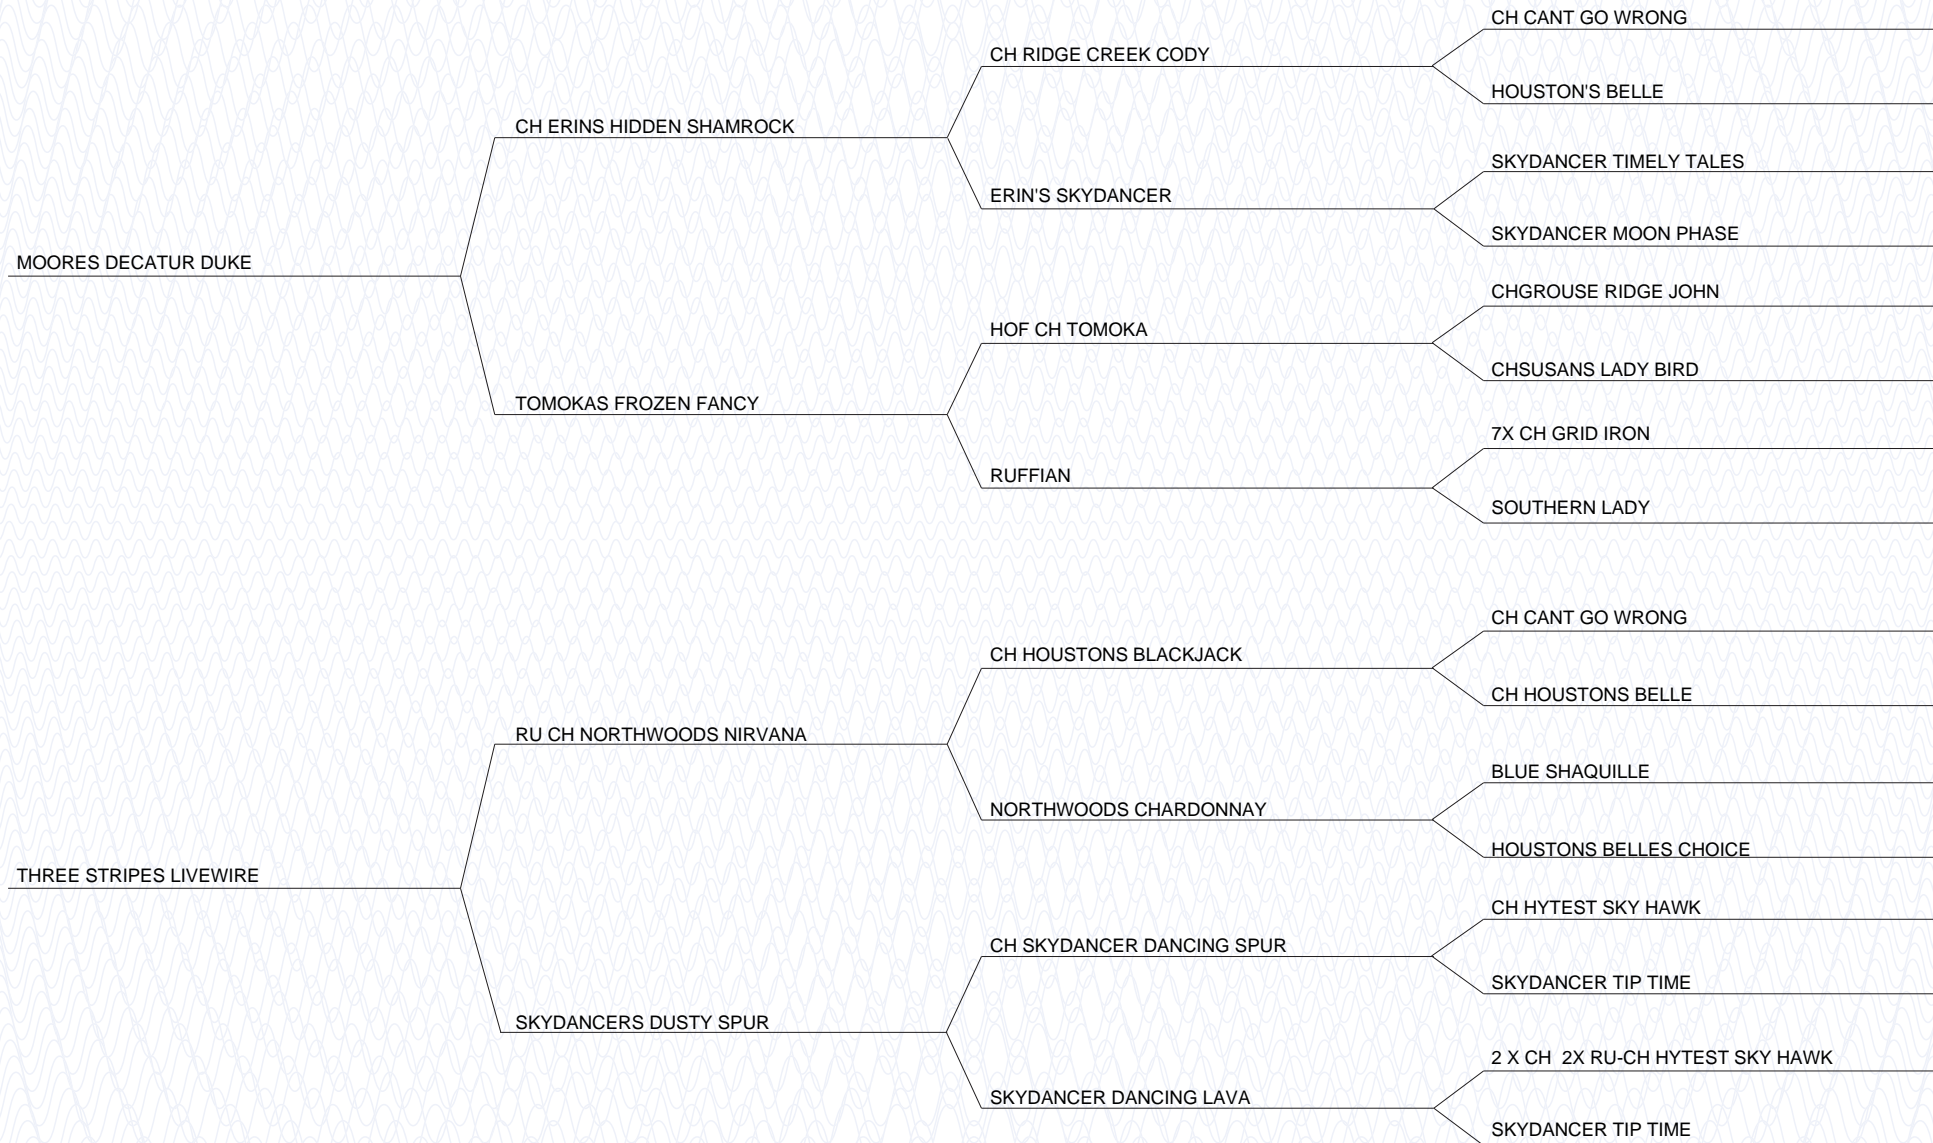 CH CANT GO WRONG
CH RIDGE CREEK CODY
HOUSTON'S BELLE
CH ERINS HIDDEN SHAMROCK
SKYDANCER TIMELY TALES
ERIN'S SKYDANCER
SKYDANCER MOON PHASE
MOORES DECATUR DUKE
CHGROUSE RIDGE JOHN
HOF CH TOMOKA
CHSUSANS LADY BIRD
TOMOKAS FROZEN FANCY
7X CH GRID IRON
RUFFIAN
SOUTHERN LADY
CH CANT GO WRONG
CH HOUSTONS BLACKJACK
CH HOUSTONS BELLE
RU CH NORTHWOODS NIRVANA
BLUE SHAQUILLE
NORTHWOODS CHARDONNAY
HOUSTONS BELLES CHOICE
THREE STRIPES LIVEWIRE
CH HYTEST SKY HAWK
CH SKYDANCER DANCING SPUR
SKYDANCER TIP TIME
SKYDANCERS DUSTY SPUR
2 X CH  2X RU-CH HYTEST SKY HAWK
SKYDANCER DANCING LAVA
SKYDANCER TIP TIME